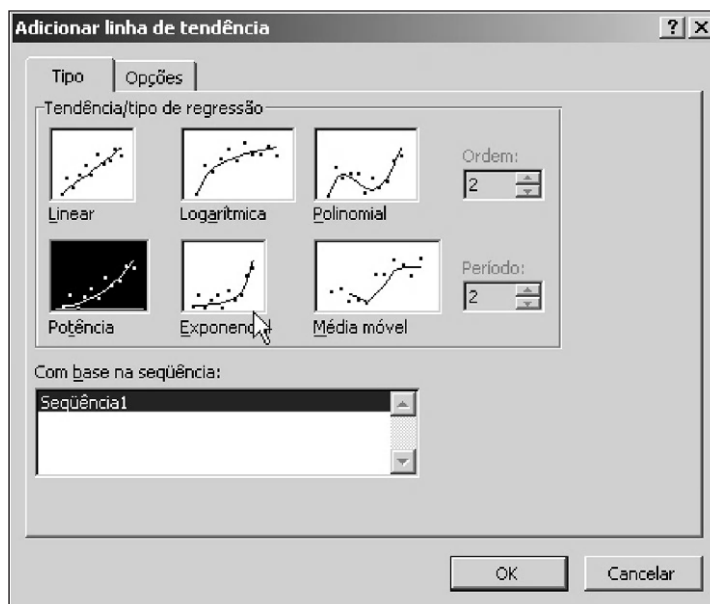 Adicionar linha de tendência
Tipo Opções
Tendência/tipo de regressão
Linear Logarítmica Polinomial
Ordem:
2
Potência Exponencial Média móvel
Período:
2
Com base na seqüência:
Seqüência1
OK Cancelar